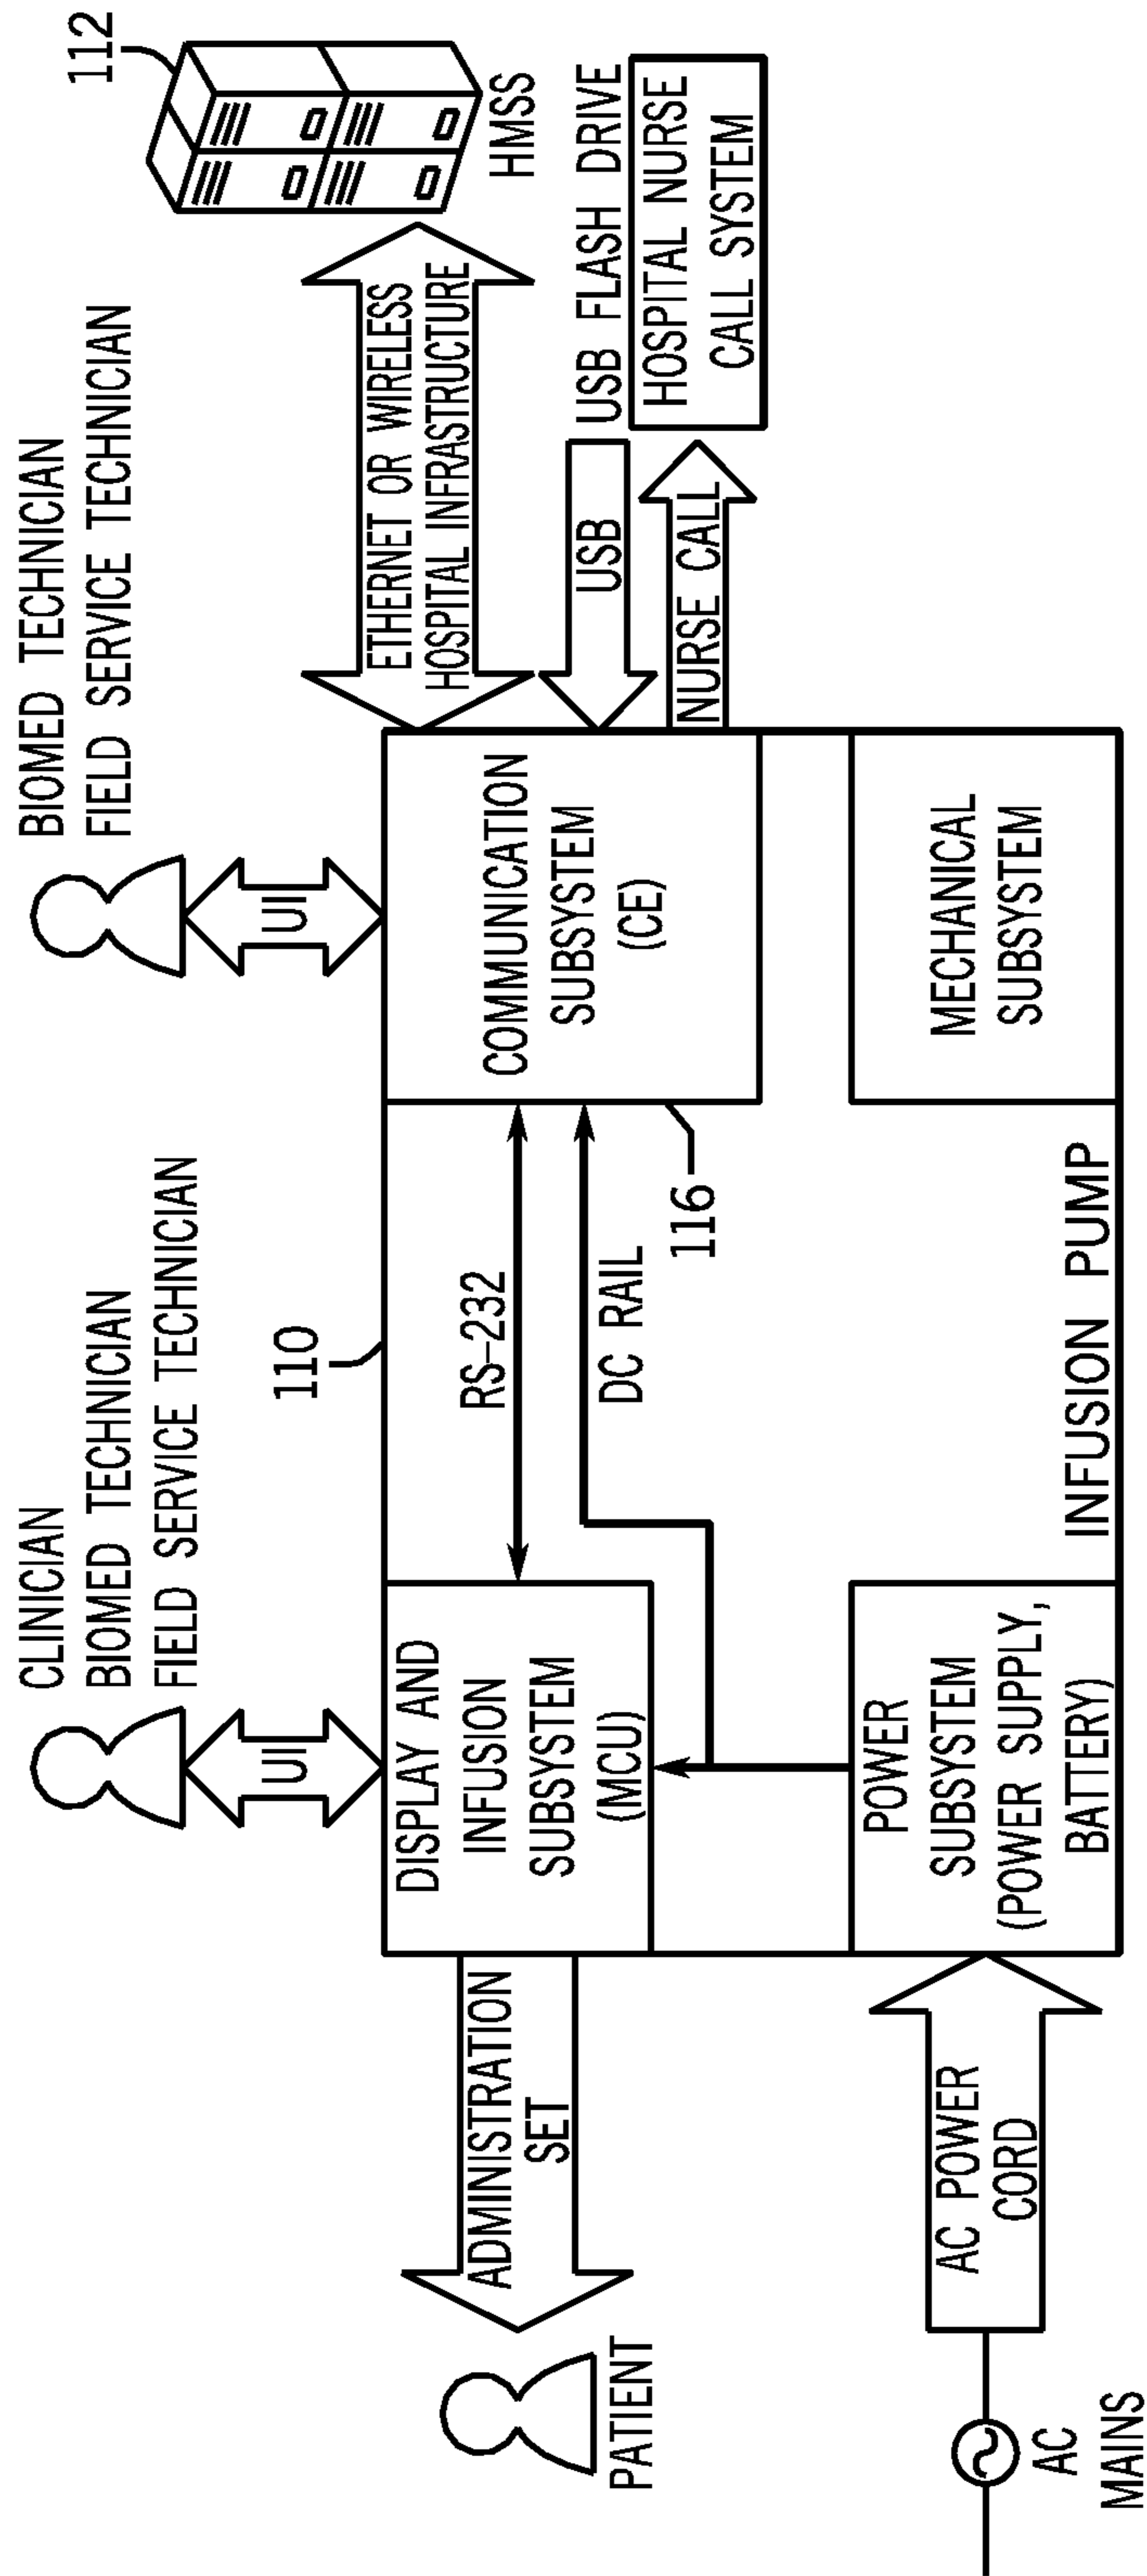 CLINICIAN
BIOMED TECHNICIAN
FIELD SERVICE TECHNICIAN
BIOMED TECHNICIAN
FIELD SERVICE TECHNICIAN
112
HMSS
UI
UI
110
ADMINISTRATION
SET
PATIENT
DISPLAY AND
INFUSION
SUBSYSTEM
(MCU)
RS-232
DC RAIL
116
COMMUNICATION
SUBSYSTEM
(CE)
ETHERNET OR WIRELESS
HOSPITAL INFRASTRUCTURE
USB
USB FLASH DRIVE
NURSE CALL
HOSPITAL NURSE
CALL SYSTEM
AC
MAINS
AC POWER
CORD
POWER
SUBSYSTEM
(POWER SUPPLY,
BATTERY)
INFUSION PUMP
MECHANICAL
SUBSYSTEM